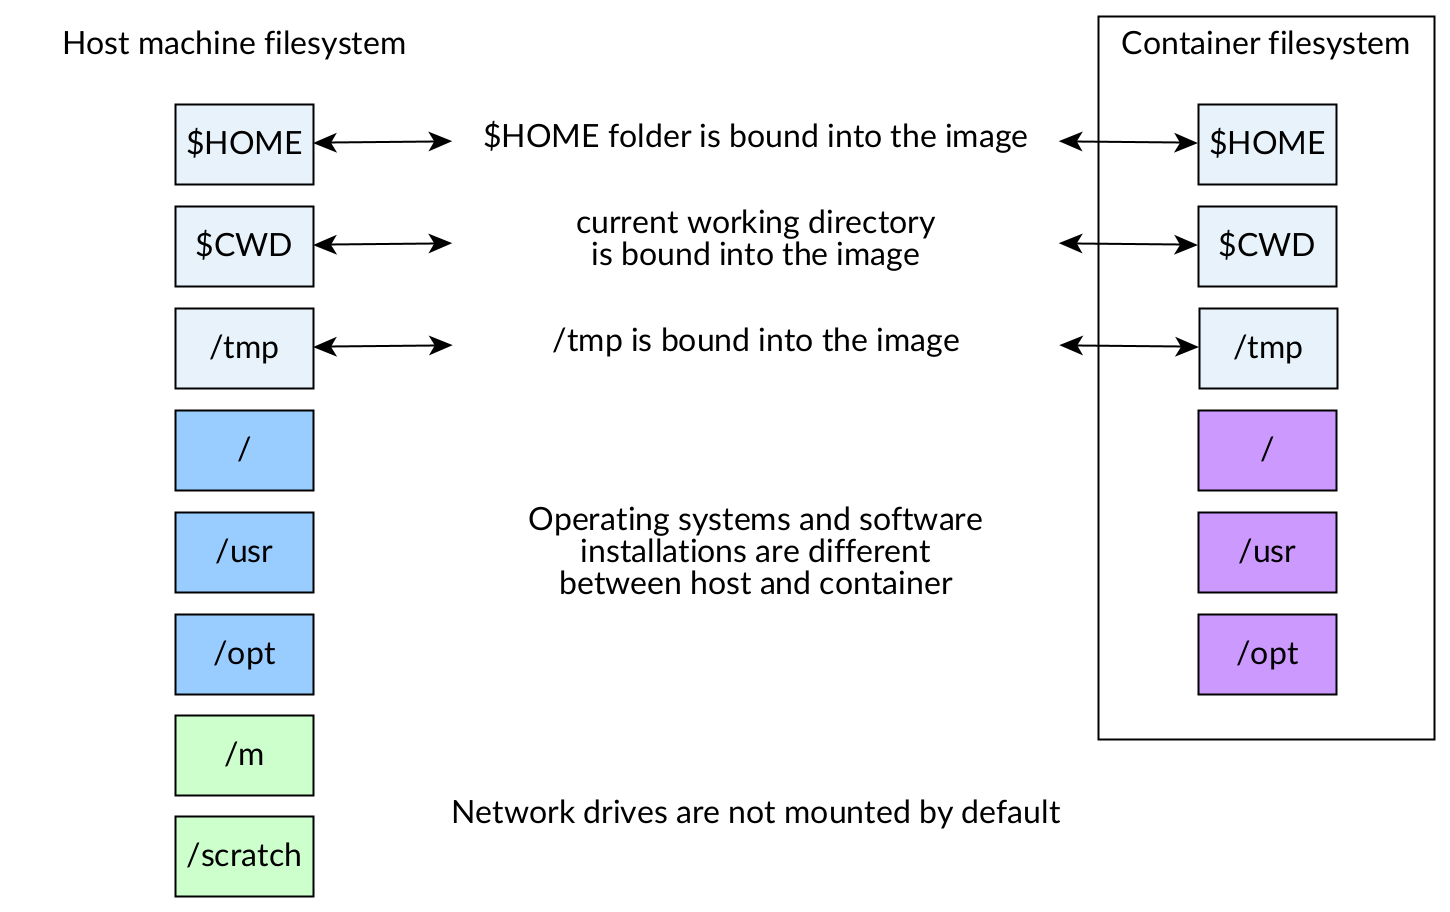 Host machine filesystem
Container filesystem
$HOME
$HOME folder is bound into the image
$HOME
$CWD
current working directory
is bound into the image
$CWD
/tmp
/tmp is bound into the image
/tmp
/
/
/usr
Operating systems and software
installations are different
between host and container
/usr
/opt
/opt
/m
Network drives are not mounted by default
/scratch